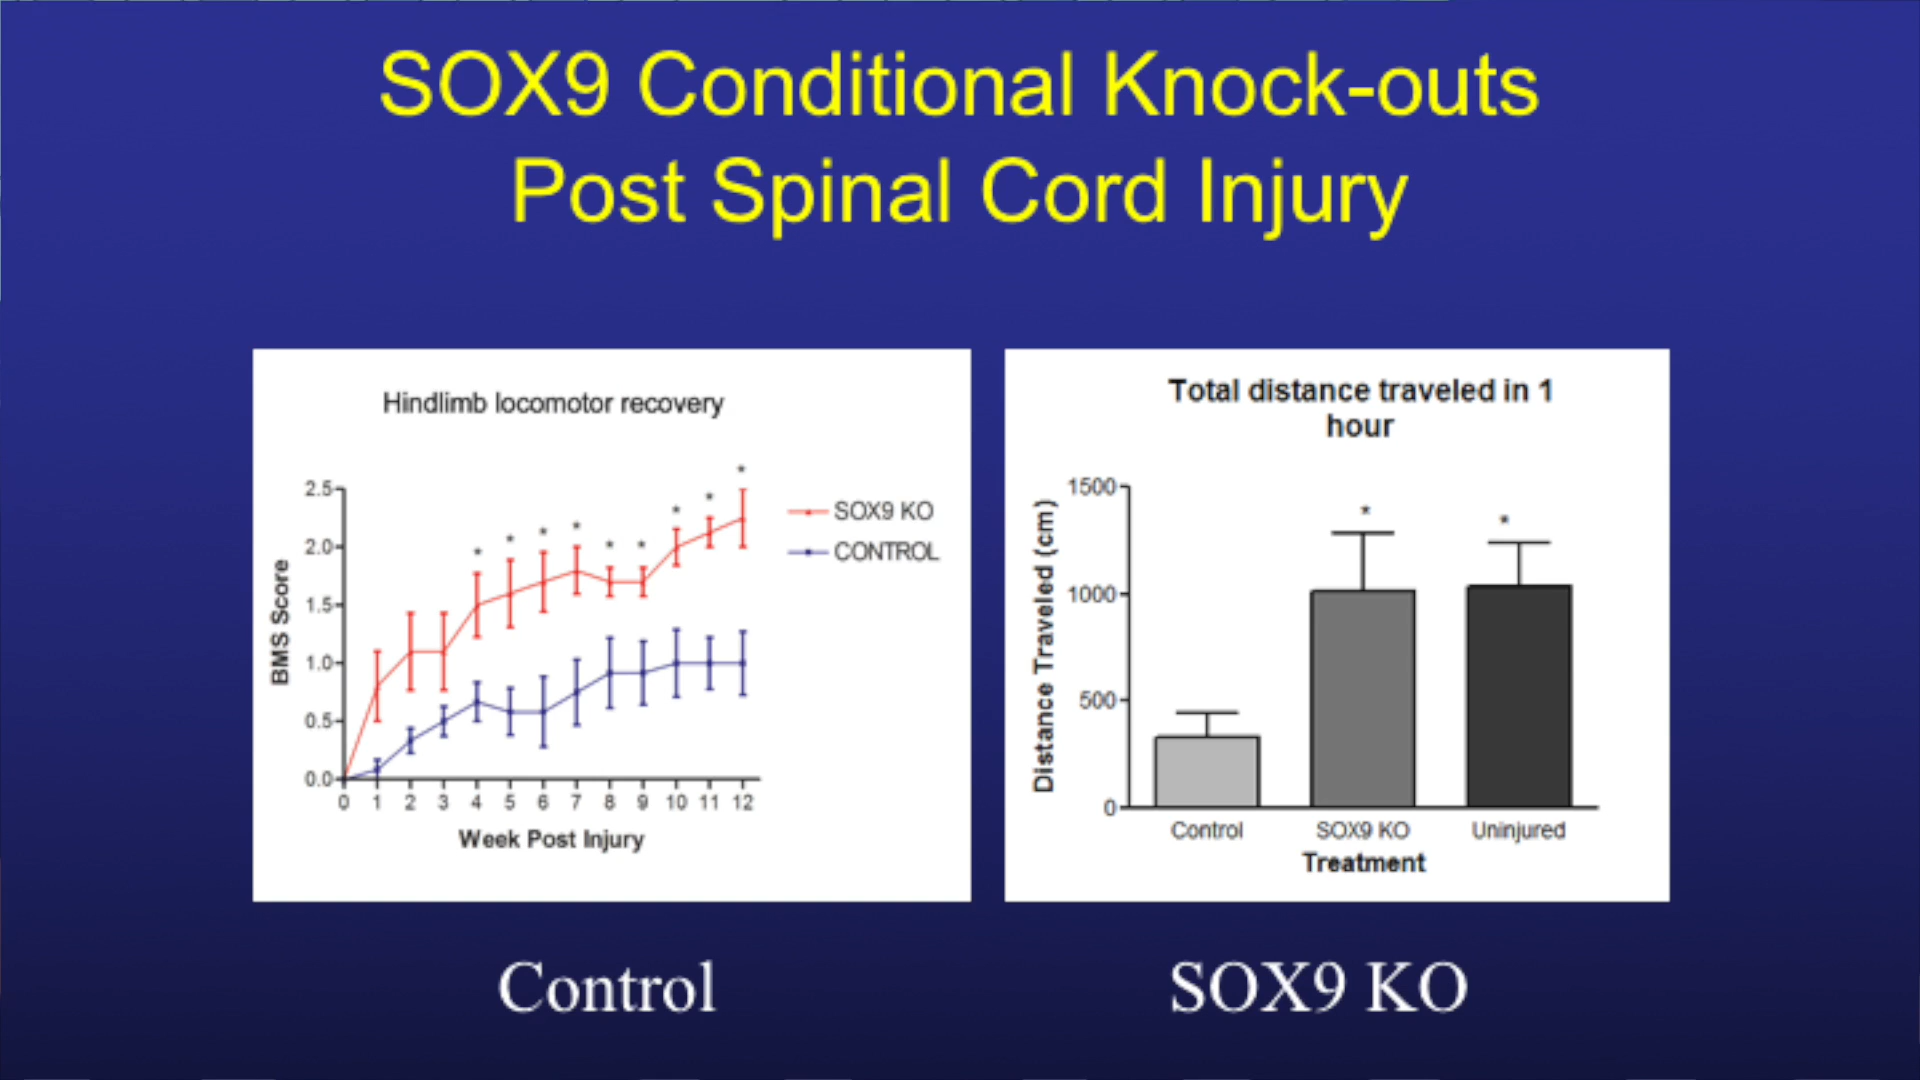 SOX9 Conditional Knock-outs
Post Spinal Cord Injury
Hindlimb locomotor recovery
BMS Score
2.5
2.0
1.5
1.0
0.5
0.0
* * * * * * * * *
0 1 2 3 4 5 6 7 8 9 10 11 12
Week Post Injury
SOX9 KO
CONTROL
Total distance traveled in 1
hour
Distance Traveled (cm)
1500
1000
500
0
* *
Control SOX9 KO Uninjured
Treatment
Control
SOX9 KO